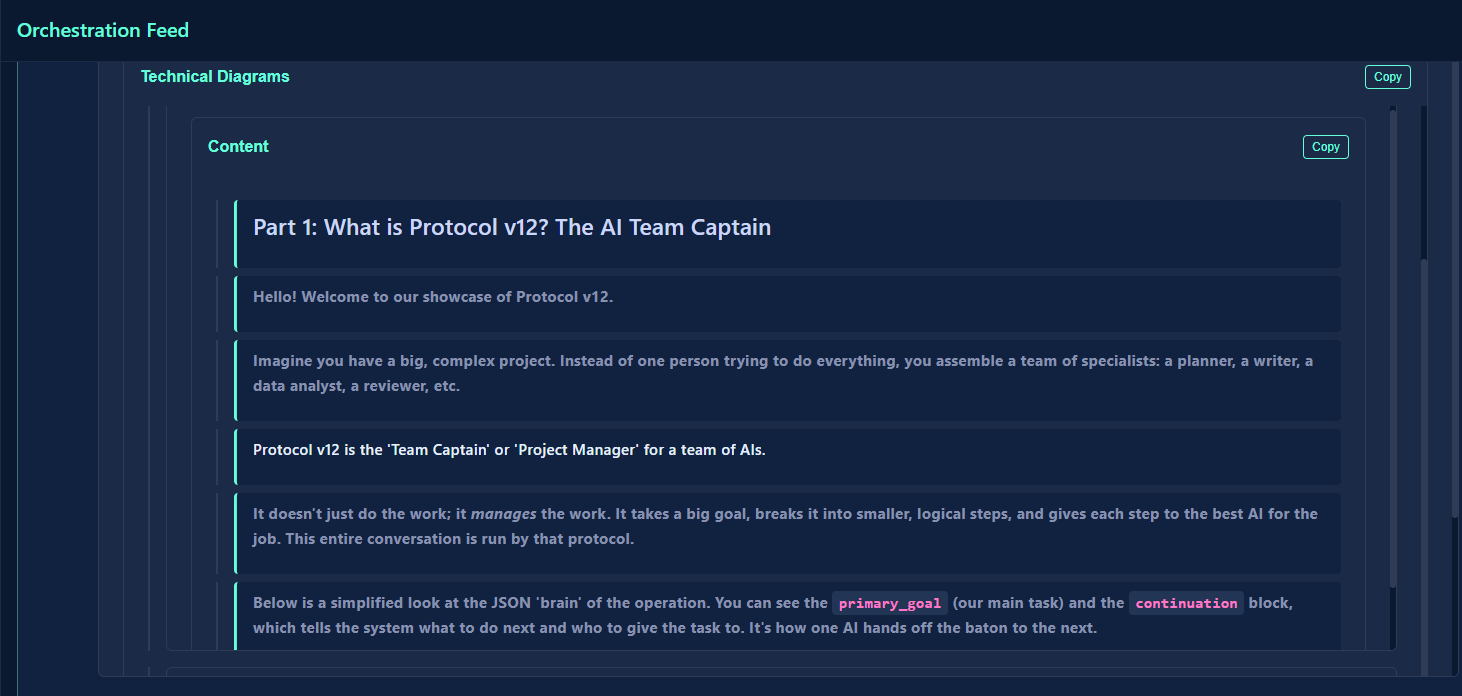 Orchestration Feed
Technical Diagrams
Copy
Content
Copy
Part 1: What is Protocol v12? The AI Team Captain
Hello! Welcome to our showcase of Protocol v12.
Imagine you have a big, complex project. Instead of one person trying to do everything, you assemble a team of specialists: a planner, a writer, a
data analyst, a reviewer, etc.
Protocol v12 is the 'Team Captain' or 'Project Manager' for a team of AIs.
It doesn't just do the work; it manages the work. It takes a big goal, breaks it into smaller, logical steps, and gives each step to the best AI for the
job. This entire conversation is run by that protocol.
Below is a simplified look at the JSON 'brain' of the operation. You can see the primary_goal (our main task) and the continuation block,
which tells the system what to do next and who to give the task to. It's how one AI hands off the baton to the next.